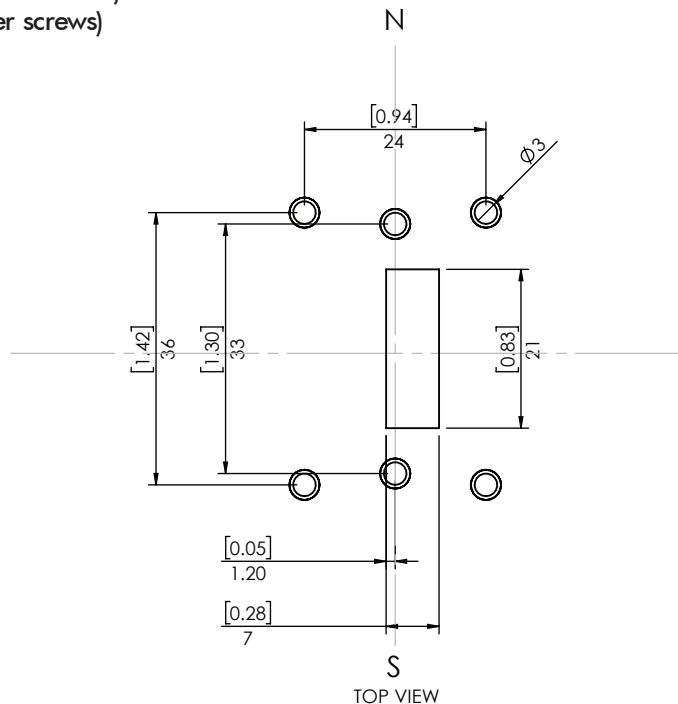 er screws)
N
[0.94]
24
Ø3
[1.42]
36
[1.30]
33
[0.83]
21
[0.05]
1.20
[0.28]
7
S
TOP VIEW